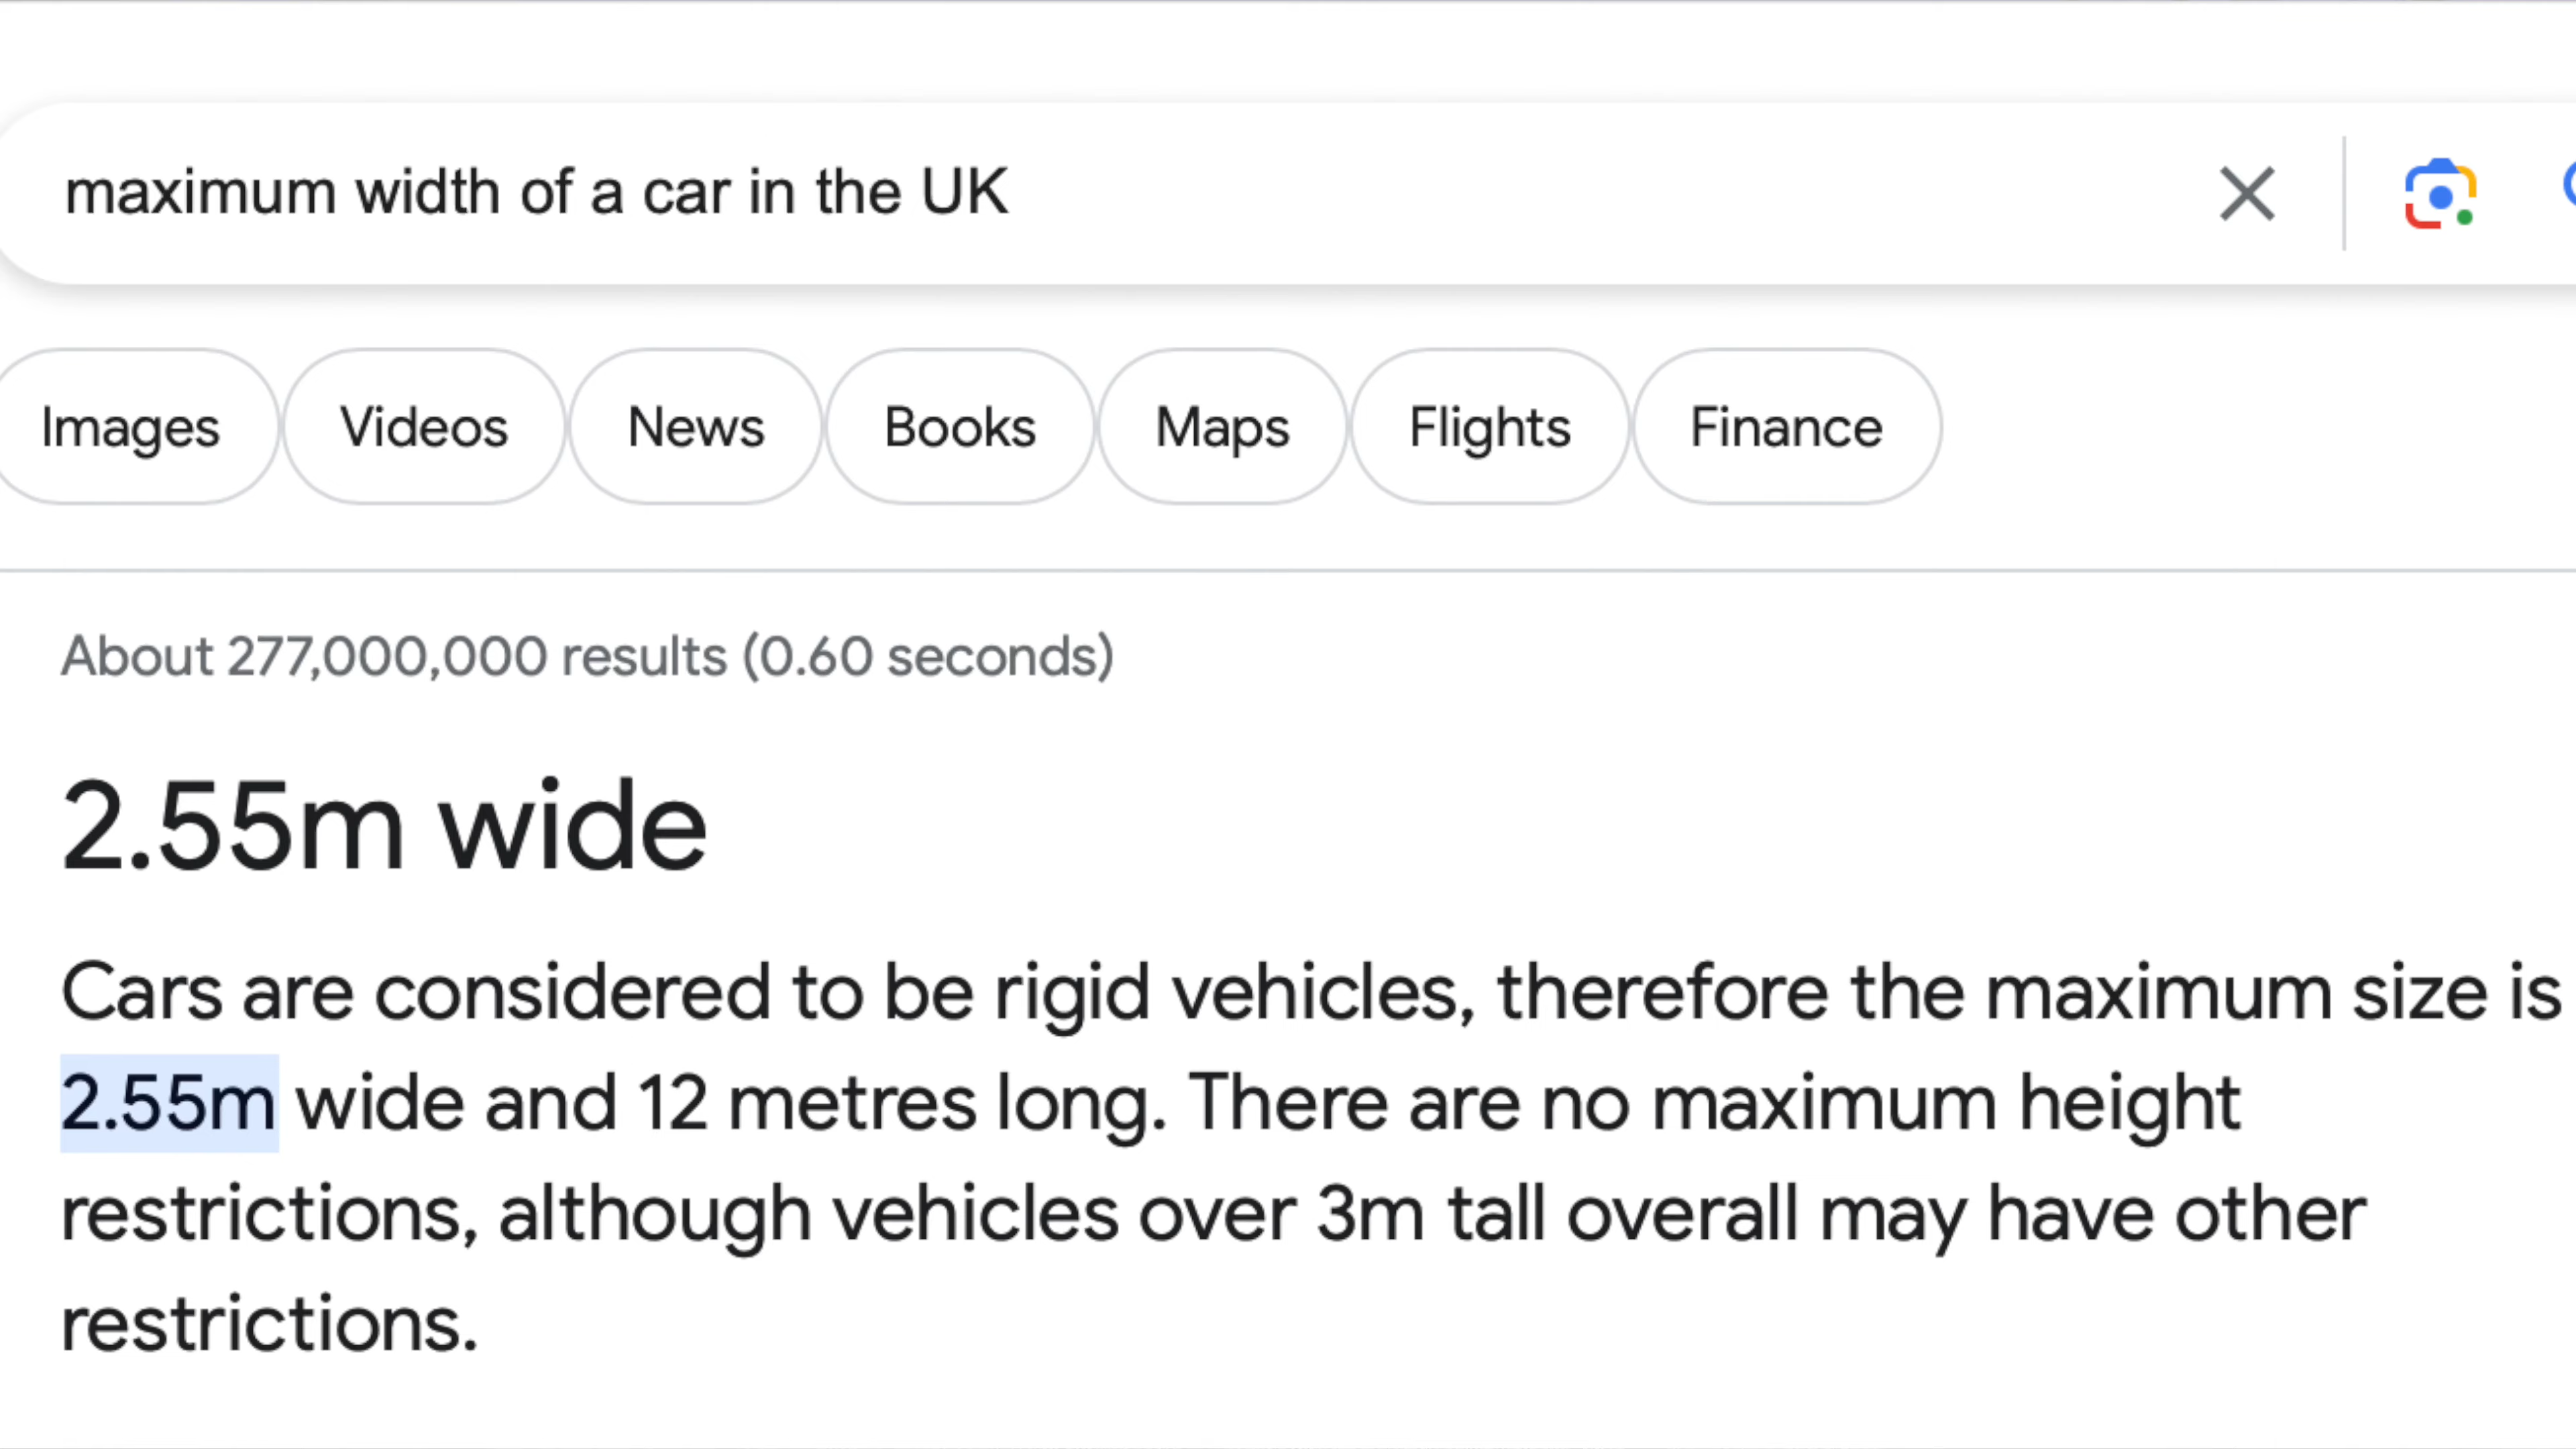 maximum width of a car in the UK
Images Videos News Books Maps Flights Finance
About 277,000,000 results (0.60 seconds)
2.55m wide
Cars are considered to be rigid vehicles, therefore the maximum size is
2.55m wide and 12 metres long. There are no maximum height
restrictions, although vehicles over 3m tall overall may have other
restrictions.